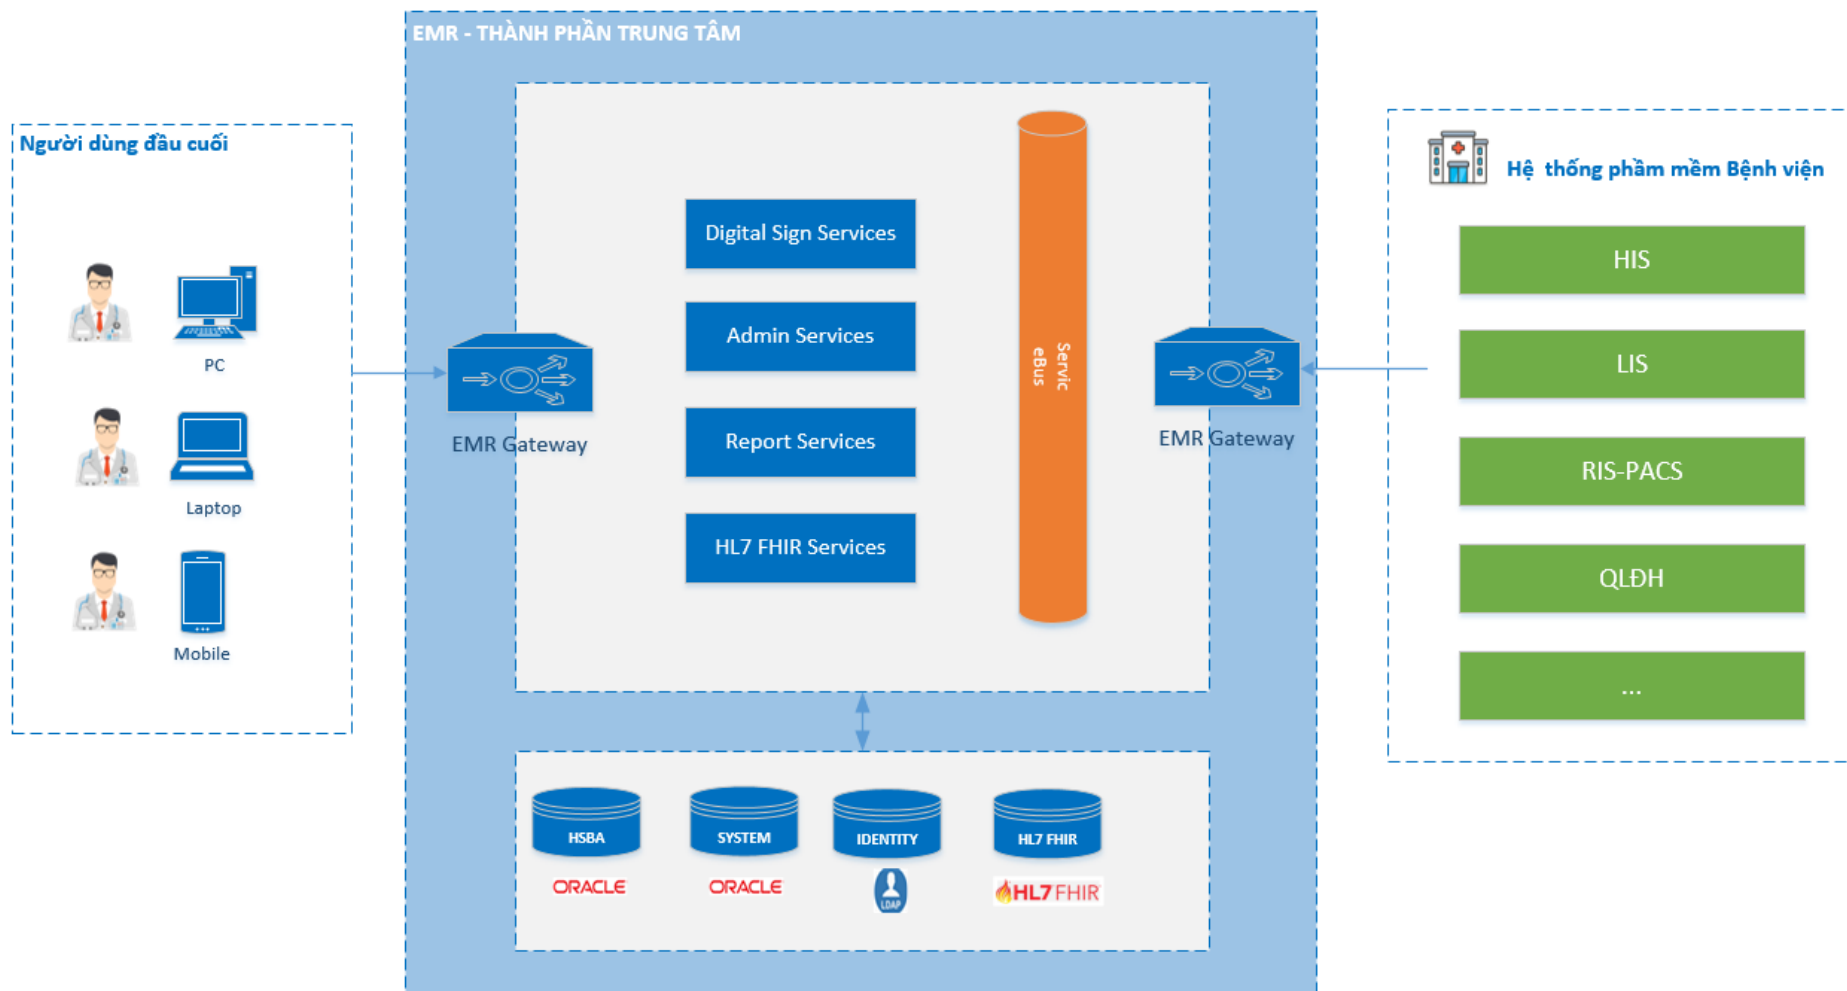 EMR - THÀNH PHẦN TRUNG TÂM
Người dùng đầu cuối
PC
Laptop
Mobile
EMR Gateway
Digital Sign Services
Admin Services
Report Services
HL7 FHIR Services
Servic
eBus
EMR Gateway
Hệ thống phầm mềm Bệnh viện
HIS
LIS
RIS-PACS
QLĐH
...
HSBA
SYSTEM
IDENTITY
HL7 FHIR
ORACLE
ORACLE
LDAP
HL7 FHIR